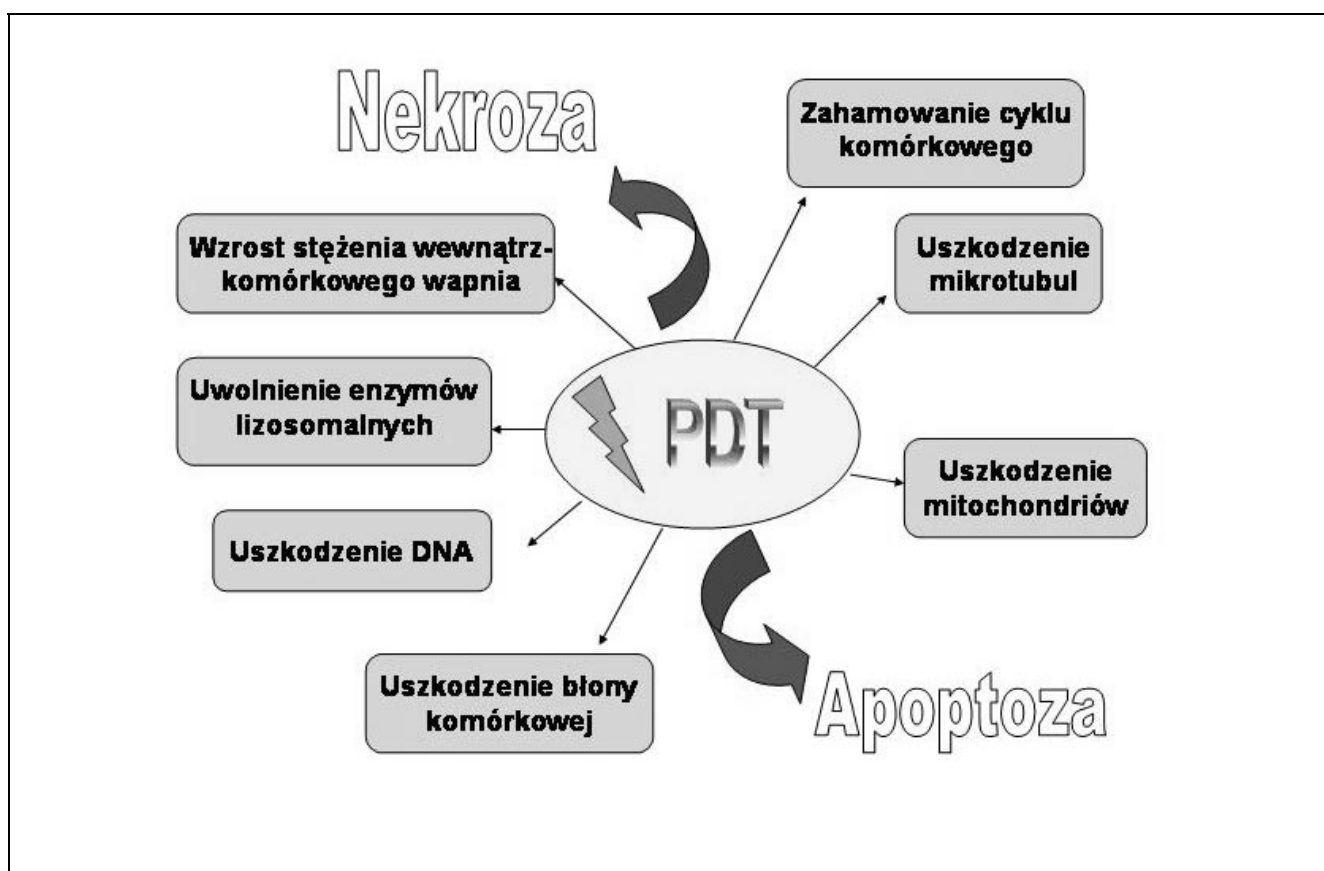 Nekroza
Zahamowanie cyklu
komórkowego
Wzrost stężenia wewnątrz-
komórkowego wapnia
Uszkodzenie
mikrotubul
Uwolnienie enzymów
lizosomalnych
PDT
Uszkodzenie
mitochondriów
Uszkodzenie DNA
Uszkodzenie błony
komórkowej
Apoptoza